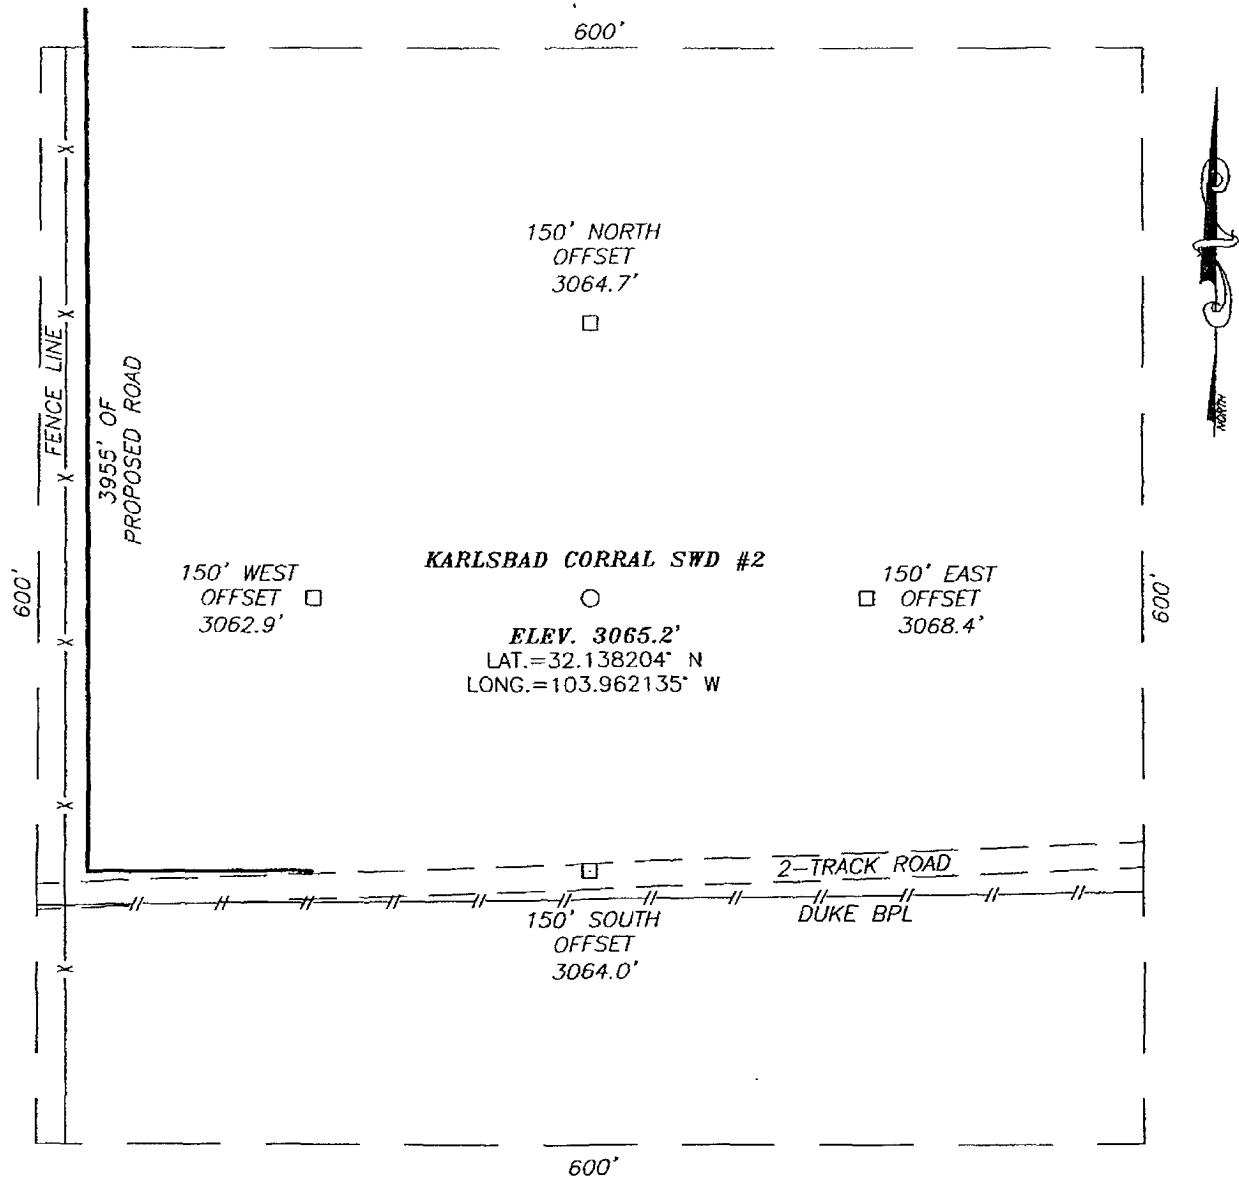 600'
150' NORTH
OFFSET
3064.7'
NORTH
FENCE LINE
3955' OF
PROPOSED ROAD
600'
150' WEST
OFFSET
3062.9'
KARLSBAD CORRAL SWD #2
ELEV. 3065.2'
LAT.=32.138204° N
LONG.=103.962135° W
150' EAST
OFFSET
3068.4'
600'
2-TRACK ROAD
DUKE BPL
150' SOUTH
OFFSET
3064.0'
600'